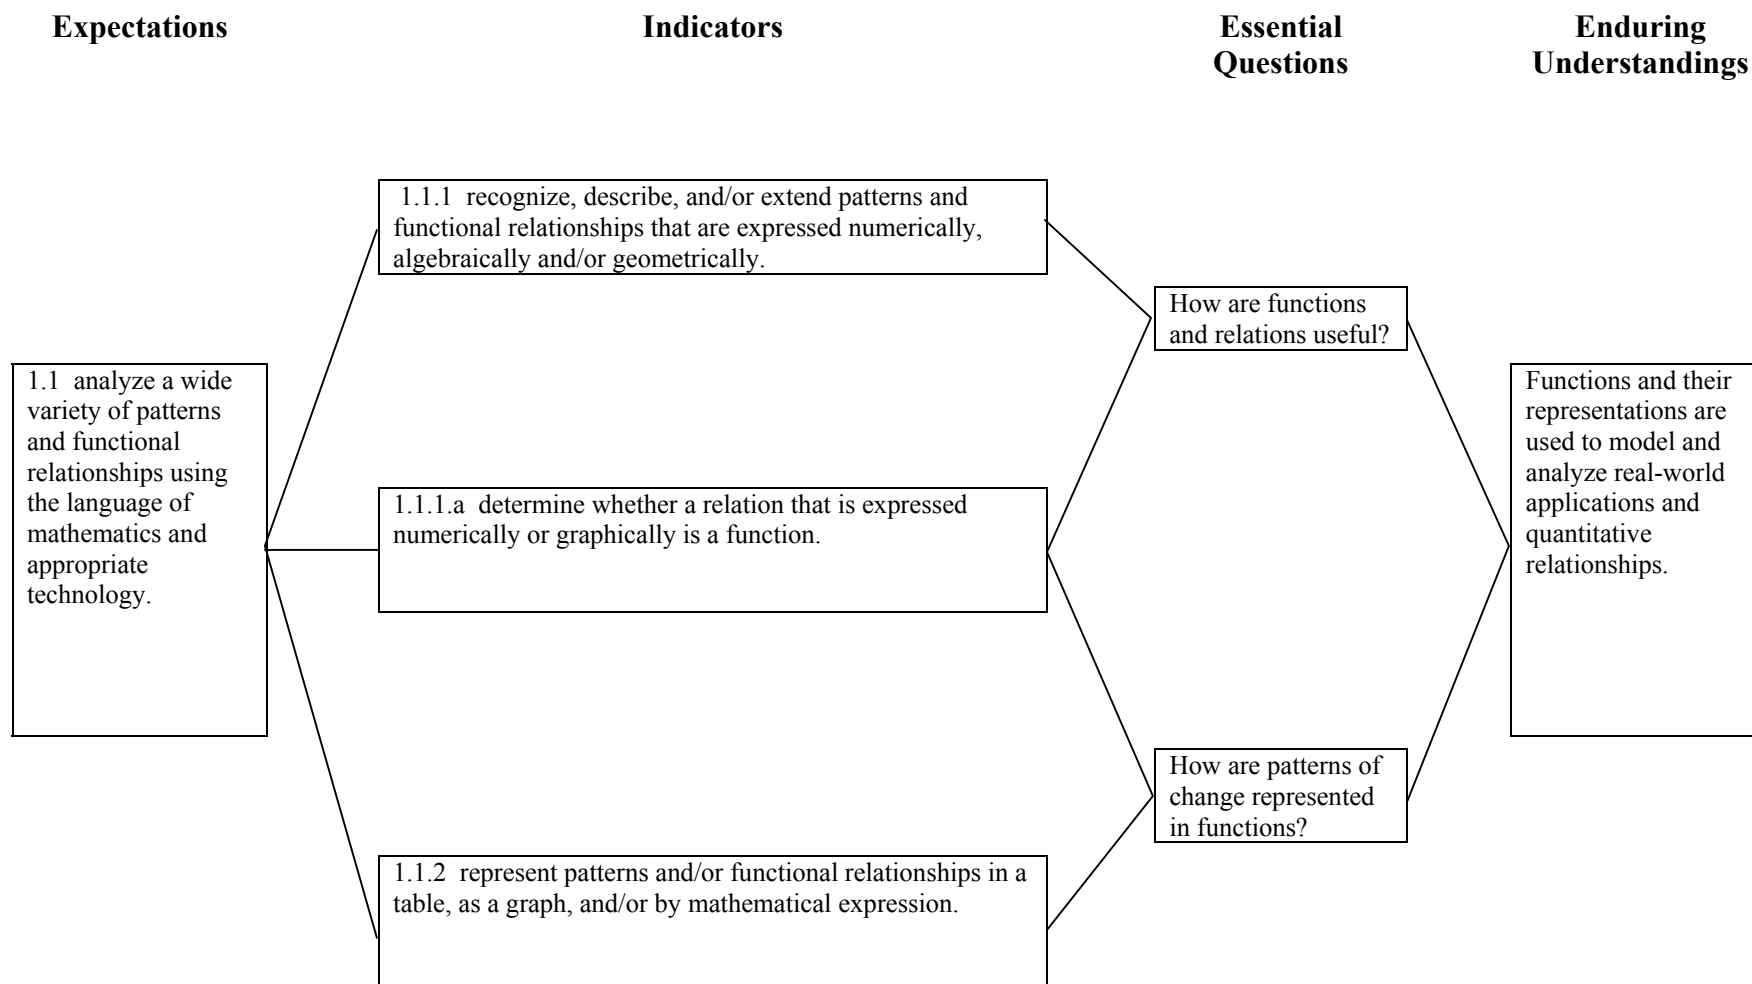 Expectations
Indicators
Essential
Questions
Enduring
Understandings
1.1  analyze a wide
variety of patterns
and functional
relationships using
the language of
mathematics and
appropriate
technology.
1.1.1  recognize, describe, and/or extend patterns and
functional relationships that are expressed numerically,
algebraically and/or geometrically.
1.1.1.a  determine whether a relation that is expressed
numerically or graphically is a function.
1.1.2  represent patterns and/or functional relationships in a
table, as a graph, and/or by mathematical expression.
How are functions
and relations useful?
How are patterns of
change represented
in functions?
Functions and their
representations are
used to model and
analyze real-world
applications and
quantitative
relationships.